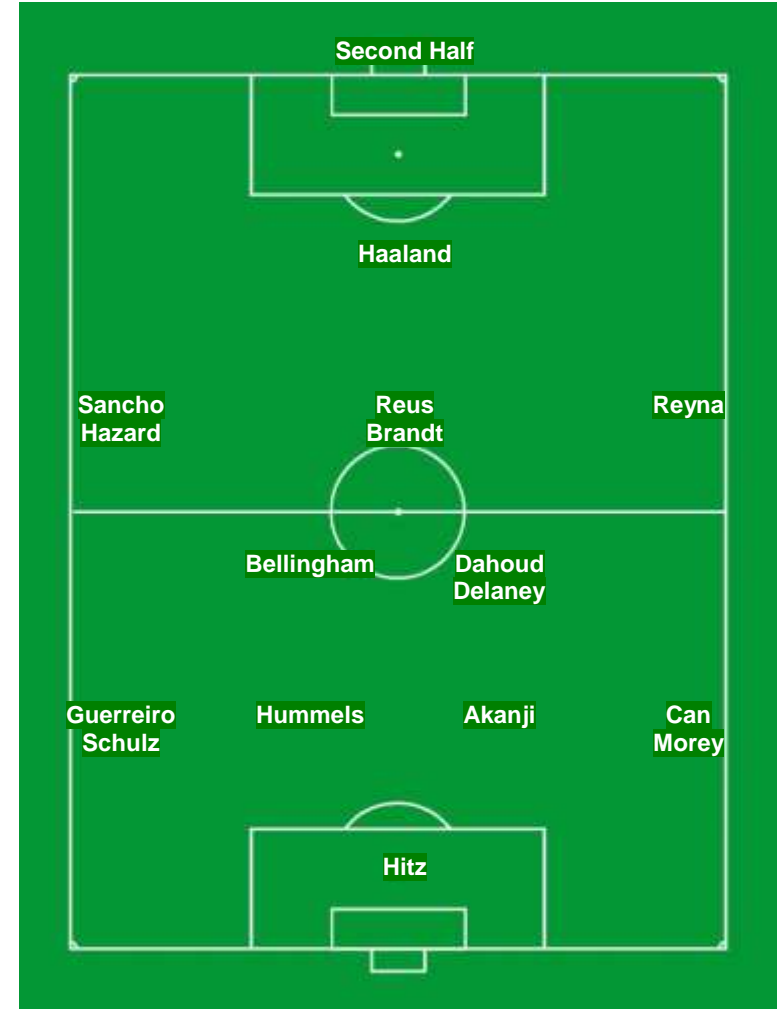 Second Half
Haaland
Sancho
Hazard
Reus
Brandt
Reyna
Bellingham
Dahoud
Delaney
Guerreiro
Schulz
Hummels
Akanji
Can
Morey
Hitz